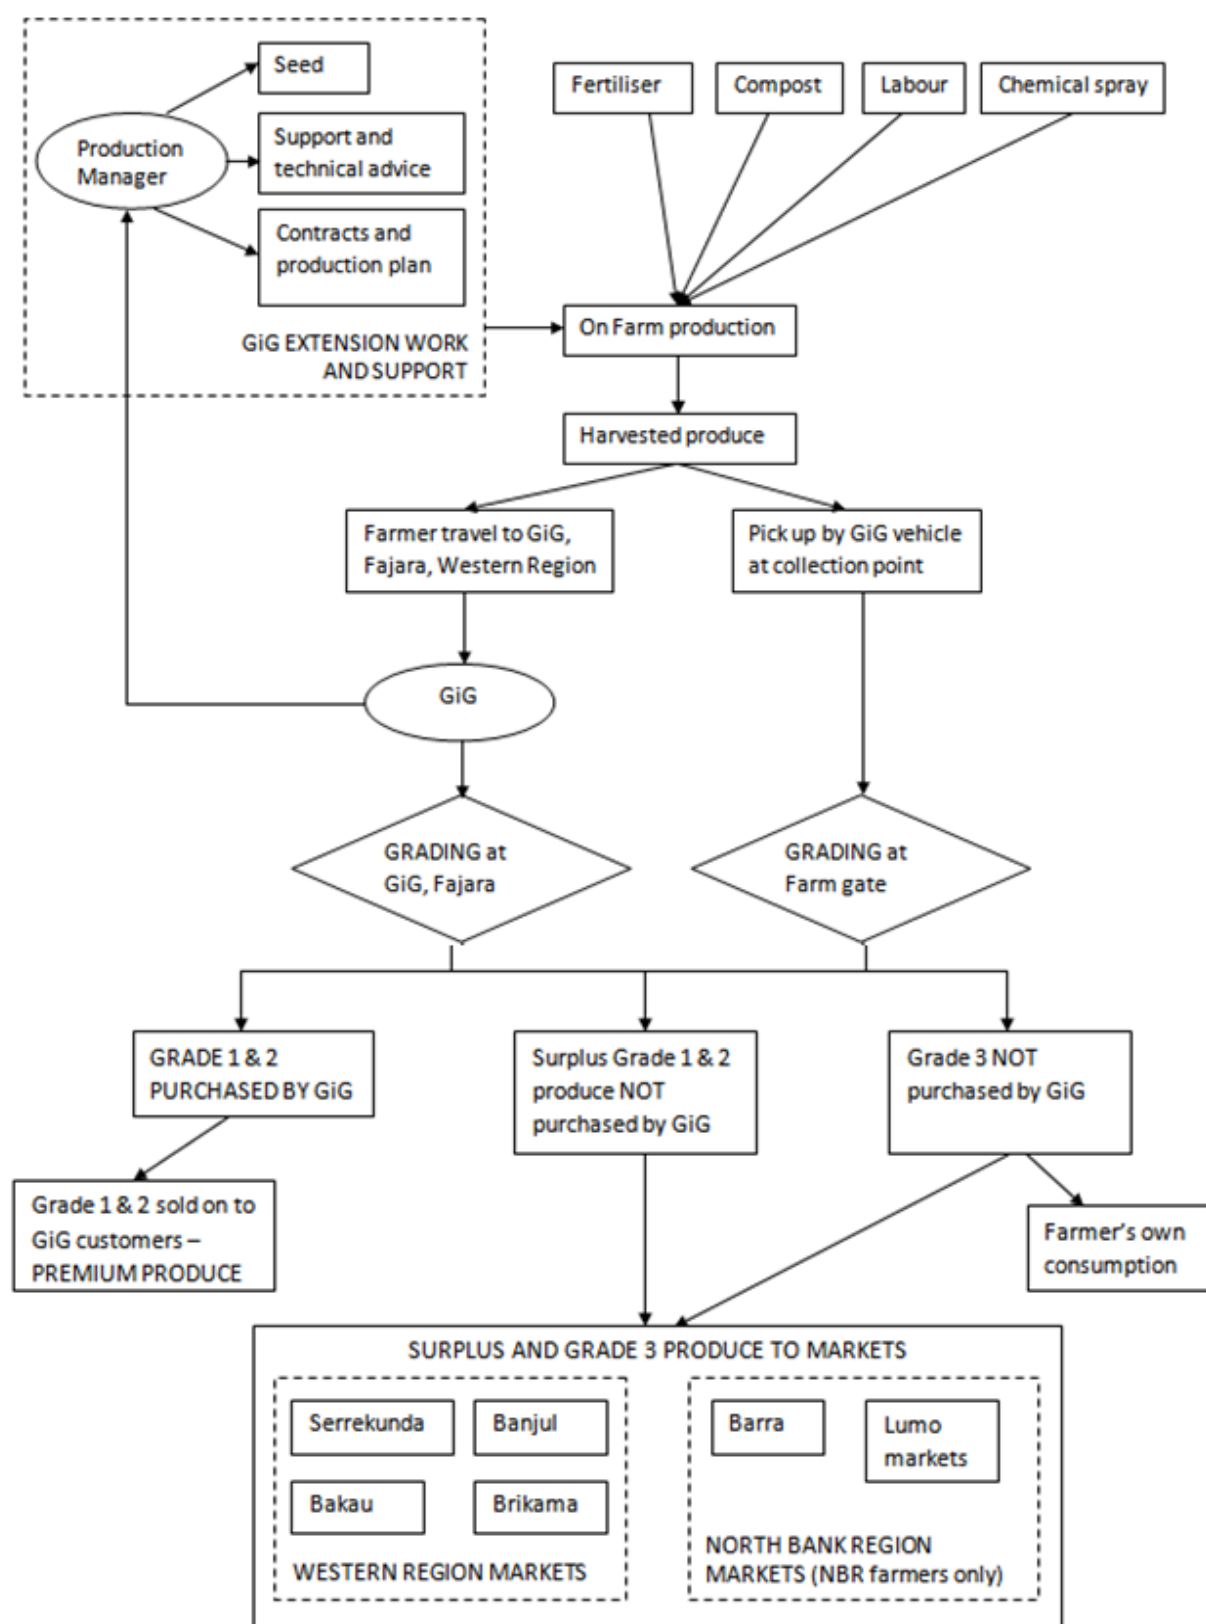 Seed
Production
Manager
Support and
technical advice
Contracts and
production plan
GiG EXTENSION WORK
AND SUPPORT
Fertiliser
Compost
Labour
Chemical spray
On Farm production
Harvested produce
Farmer travel to GiG,
Fajara, Western Region
Pick up by GiG vehicle
at collection point
GiG
GRADING at
GiG, Fajara
GRADING at
Farm gate
GRADE 1 & 2
PURCHASED BY GiG
Surplus Grade 1 & 2
produce NOT
purchased by GiG
Grade 3 NOT
purchased by GiG
Grade 1 & 2 sold on to
GiG customers –
PREMIUM PRODUCE
Farmer's own
consumption
SURPLUS AND GRADE 3 PRODUCE TO MARKETS
Serrekunda
Banjul
Bakau
Brikama
WESTERN REGION MARKETS
Barra
Lumo
markets
NORTH BANK REGION
MARKETS (NBR farmers only)